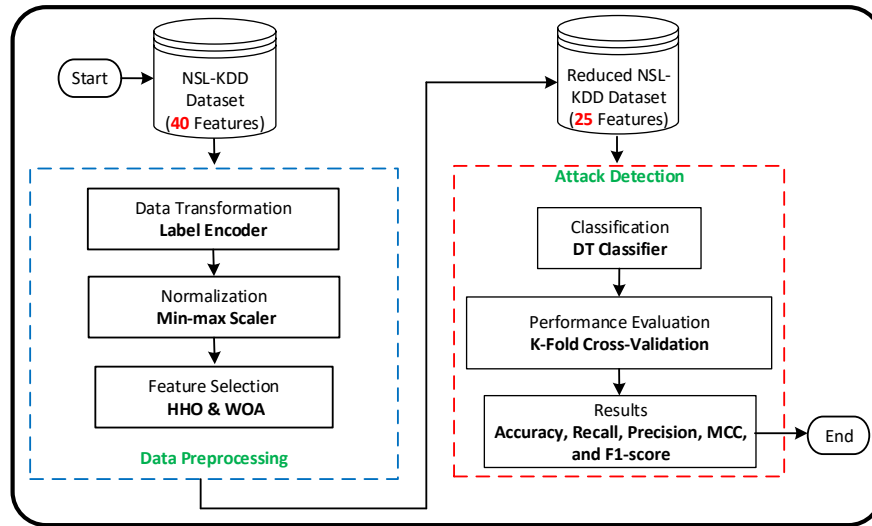 Start
NSL-KDD
Dataset
(40 Features)
Data Transformation
Label Encoder
Normalization
Min-max Scaler
Feature Selection
HHO & WOA
Data Preprocessing
Reduced NSL-
KDD Dataset
(25 Features)
Attack Detection
Classification
DT Classifier
Performance Evaluation
K-Fold Cross-Validation
Results
Accuracy, Recall, Precision, MCC,
and F1-score
End